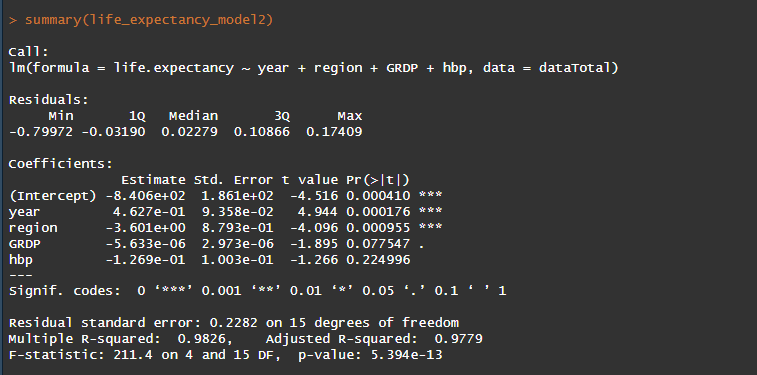 > summary(life_expectancy_model2)
Call:
lm(formula = life.expectancy ~ year + region + GRDP + hbp, data = dataTotal)
Residuals:
     Min       1Q   Median       3Q      Max
-0.79972 -0.03190  0.02279  0.10866  0.17409
Coefficients:
              Estimate Std. Error t value Pr(>|t|)
(Intercept) -8.406e+02  1.861e+02  -4.516 0.000410 ***
year         4.627e-01  9.358e-02   4.944 0.000176 ***
region      -3.601e+00  8.793e-01  -4.096 0.000955 ***
GRDP        -5.633e-06  2.973e-06  -1.895 0.077547 .
hbp         -1.269e-01  1.003e-01  -1.266 0.224996
---
Signif. codes:  0 ‘***’ 0.001 ‘**’ 0.01 ‘*’ 0.05 ‘.’ 0.1 ‘ ’ 1
Residual standard error: 0.2282 on 15 degrees of freedom
Multiple R-squared:  0.9826,    Adjusted R-squared:  0.9779
F-statistic: 211.4 on 4 and 15 DF,  p-value: 5.394e-13